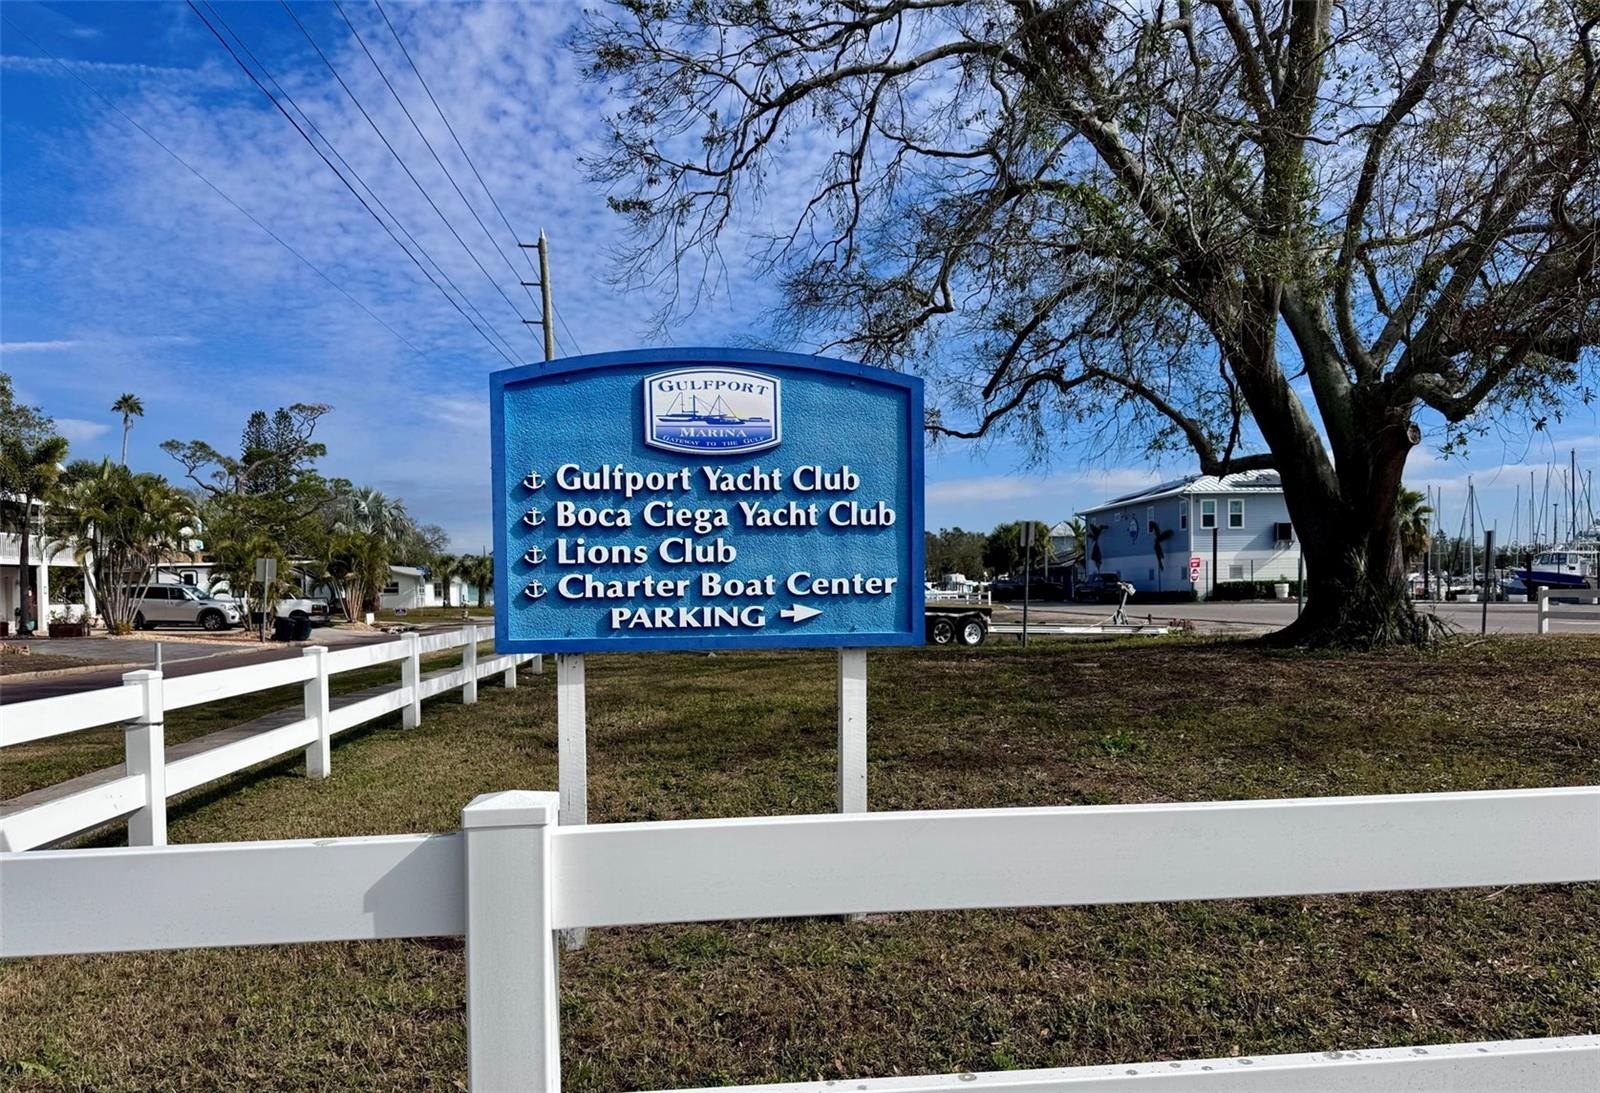 GULFPORT
MARINA
GATEWAY TO THE GULF
Gulfport Yacht Club
Boca Ciega Yacht Club
Lions Club
Charter Boat Center
PARKING